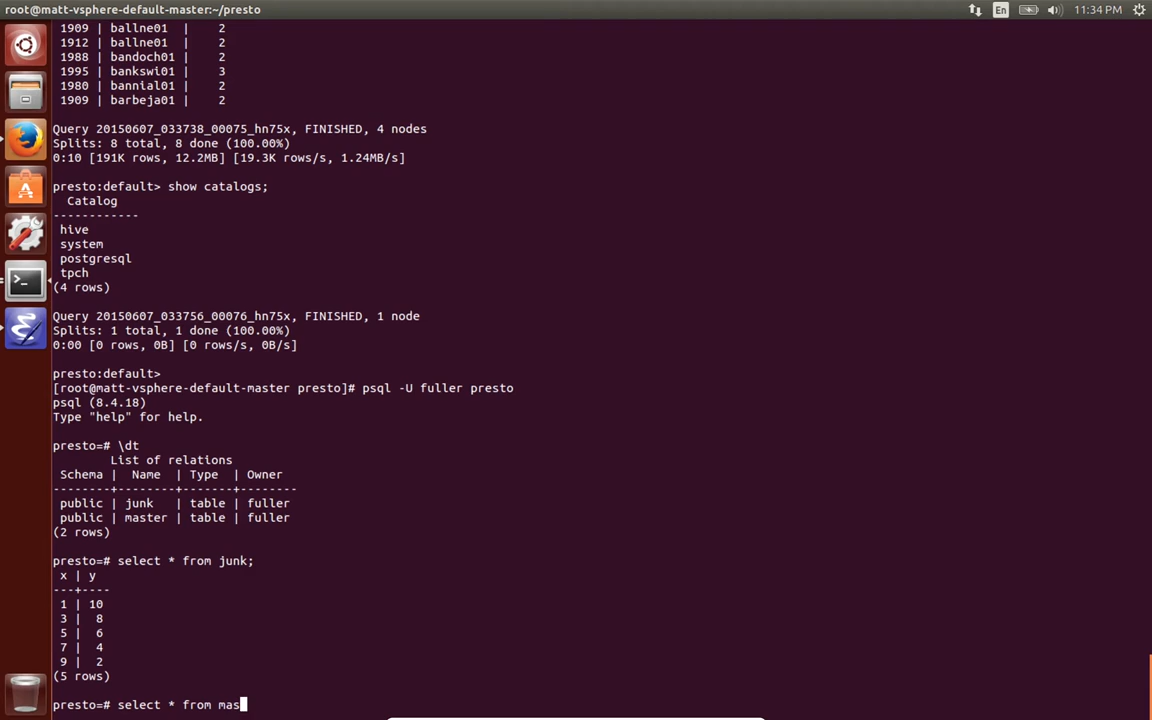 root@matt-vsphere-default-master:~/presto
En
11:34 PM
1909 | ballne01  |    2
1912 | ballne01  |    2
1988 | bandoch01 |    2
1995 | bankswi01 |    3
1980 | bannial01 |    2
1909 | barbeja01 |    2
Query 20150607_033738_00075_hn75x, FINISHED, 4 nodes
Splits: 8 total, 8 done (100.00%)
0:10 [191K rows, 12.2MB] [19.3K rows/s, 1.24MB/s]
presto:default> show catalogs;
Catalog
------------
hive
system
postgresql
tpch
(4 rows)
Query 20150607_033756_00076_hn75x, FINISHED, 1 node
Splits: 1 total, 1 done (100.00%)
0:00 [0 rows, 0B] [0 rows/s, 0B/s]
presto:default>
[root@matt-vsphere-default-master presto]# psql -U fuller presto
psql (8.4.18)
Type "help" for help.
presto=# \dt
List of relations
Schema |  Name  | Type  | Owner
--------+--------+-------+--------
public | junk   | table | fuller
public | master | table | fuller
(2 rows)
presto=# select * from junk;
x | y
---+----
1 | 10
3 |  8
5 |  6
7 |  4
9 |  2
(5 rows)
presto=# select * from mas